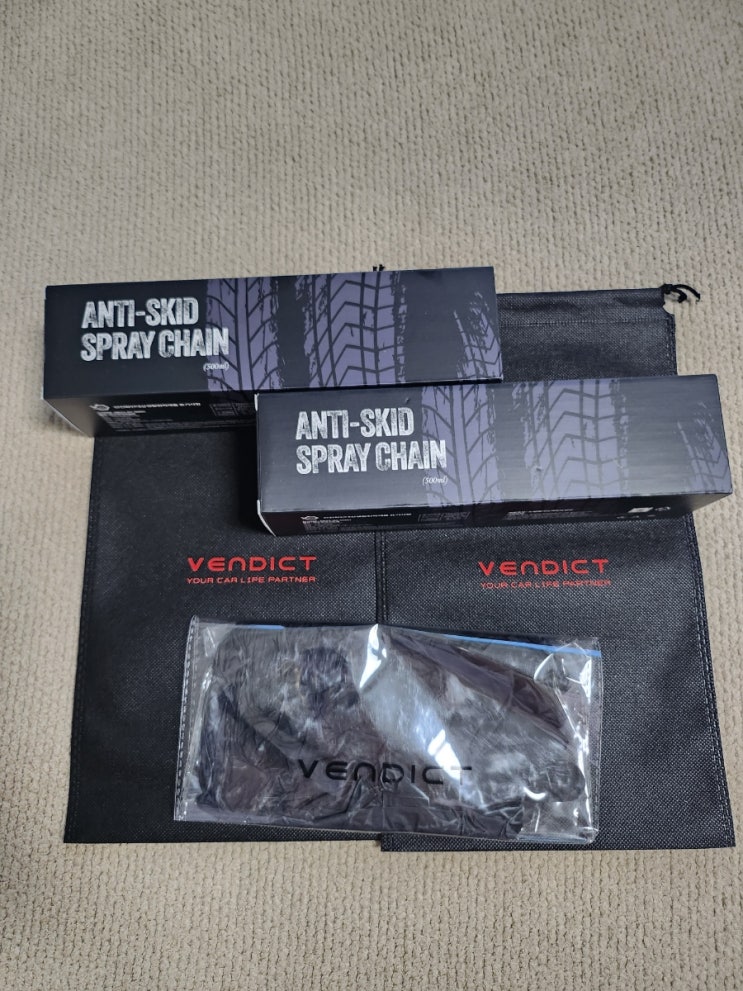 ANTI-SKID
SPRAY CHAIN
(500ml)
ANTI-SKID
SPRAY CHAIN
(500ml)
VENDICT
YOUR CAR LIFE PARTNER
VENDICT
YOUR CAR LIFE PARTNER
VENDICT